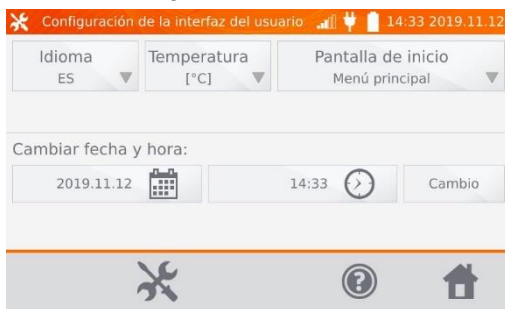 Configuración de la interfaz del usuario 14:33 2019.11.12
Idioma Temperatura Pantalla de inicio
ES [°C] Menú principal
Cambiar fecha y hora:
2019.11.12 14:33 Cambio
?